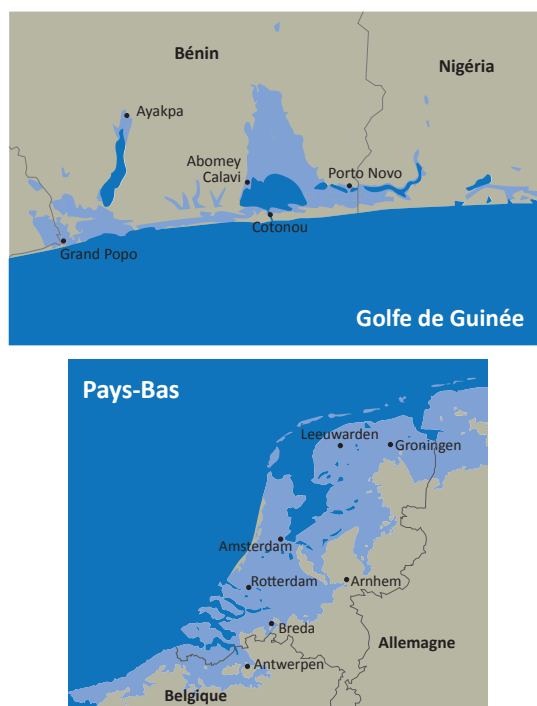 Bénin
Nigéria
Ayakpa
Abomey
Calavi
Porto Novo
Cotonou
Grand Popo
Golfe de Guinée
Pays-Bas
Leeuwarden
Groningen
Amsterdam
Rotterdam
Arnhem
Breda
Allemagne
Antwerpen
Belgique